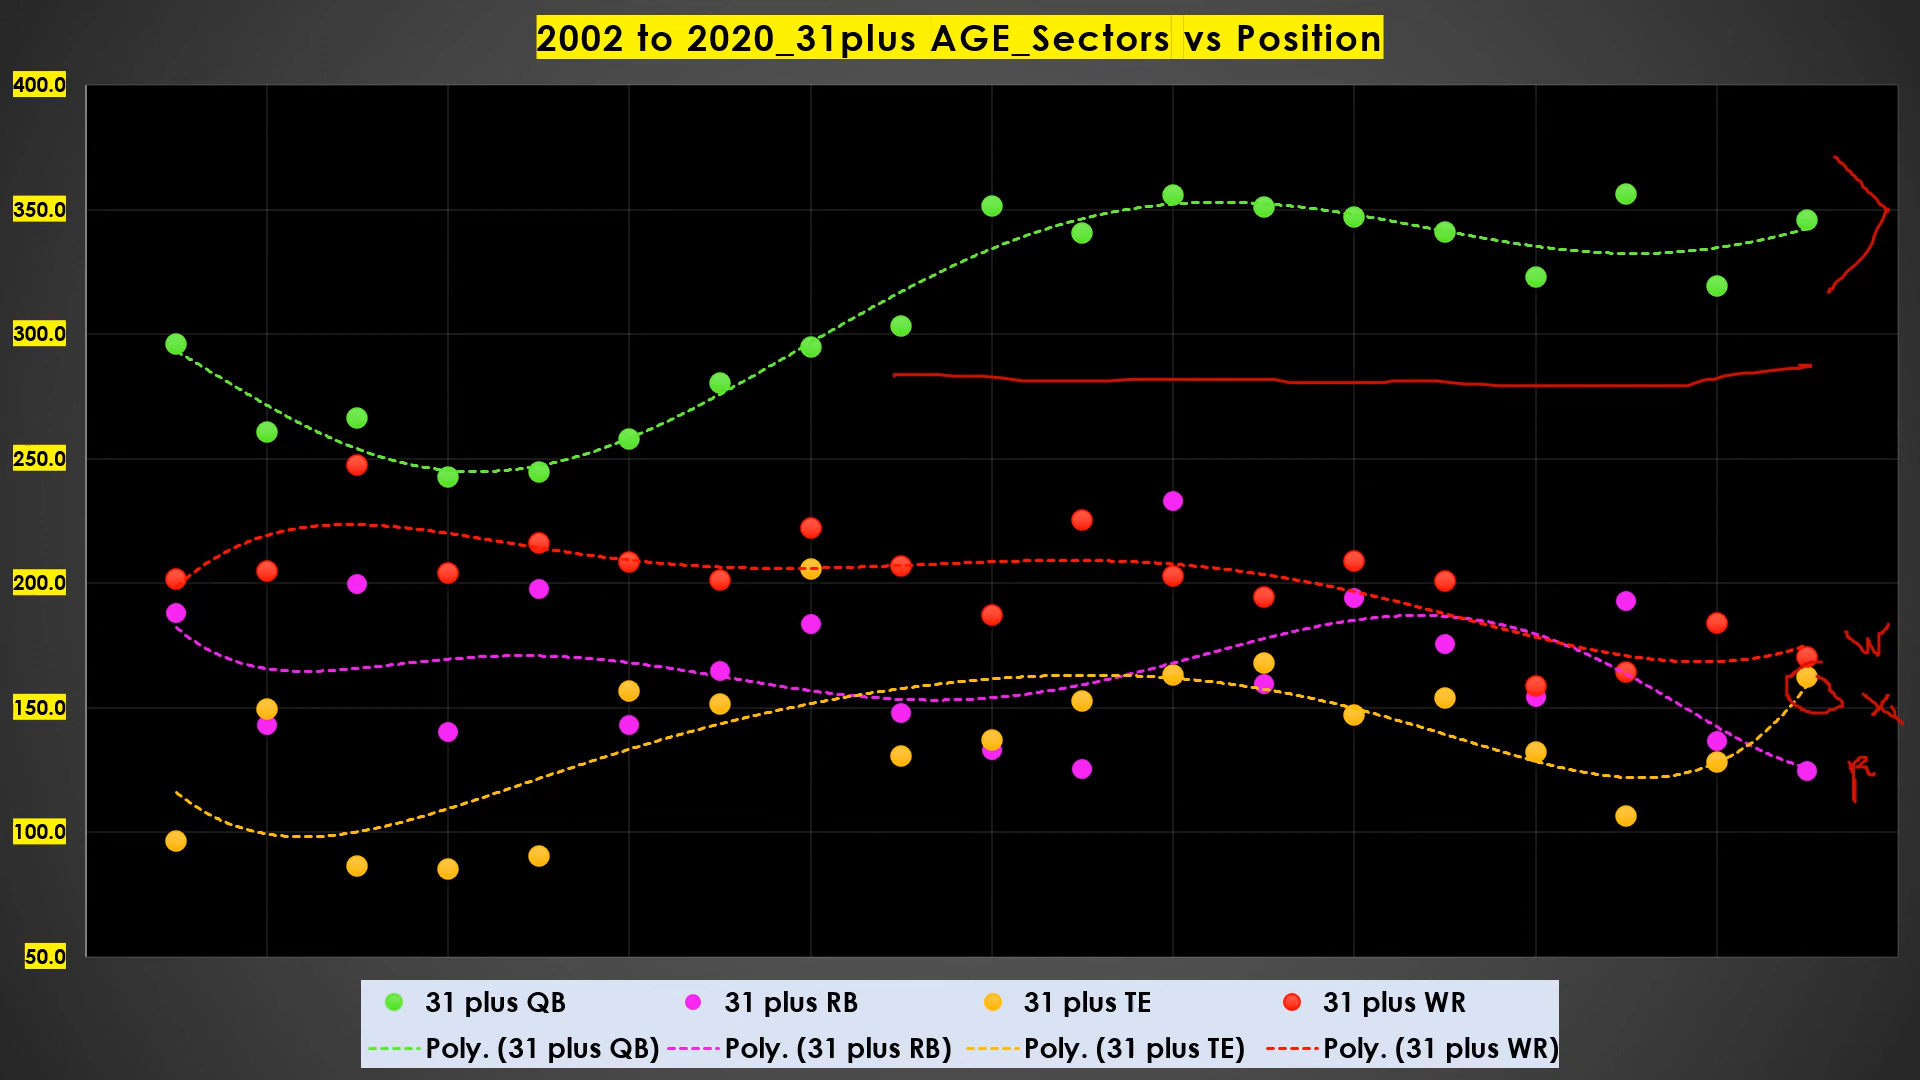 2002 to 2020_31plus AGE_Sectors vs Position
400.0
350.0
300.0
250.0
200.0
150.0
100.0
50.0
W
X
R
31 plus QB
31 plus RB
31 plus TE
31 plus WR
Poly. (31 plus QB)
Poly. (31 plus RB)
Poly. (31 plus TE)
Poly. (31 plus WR)